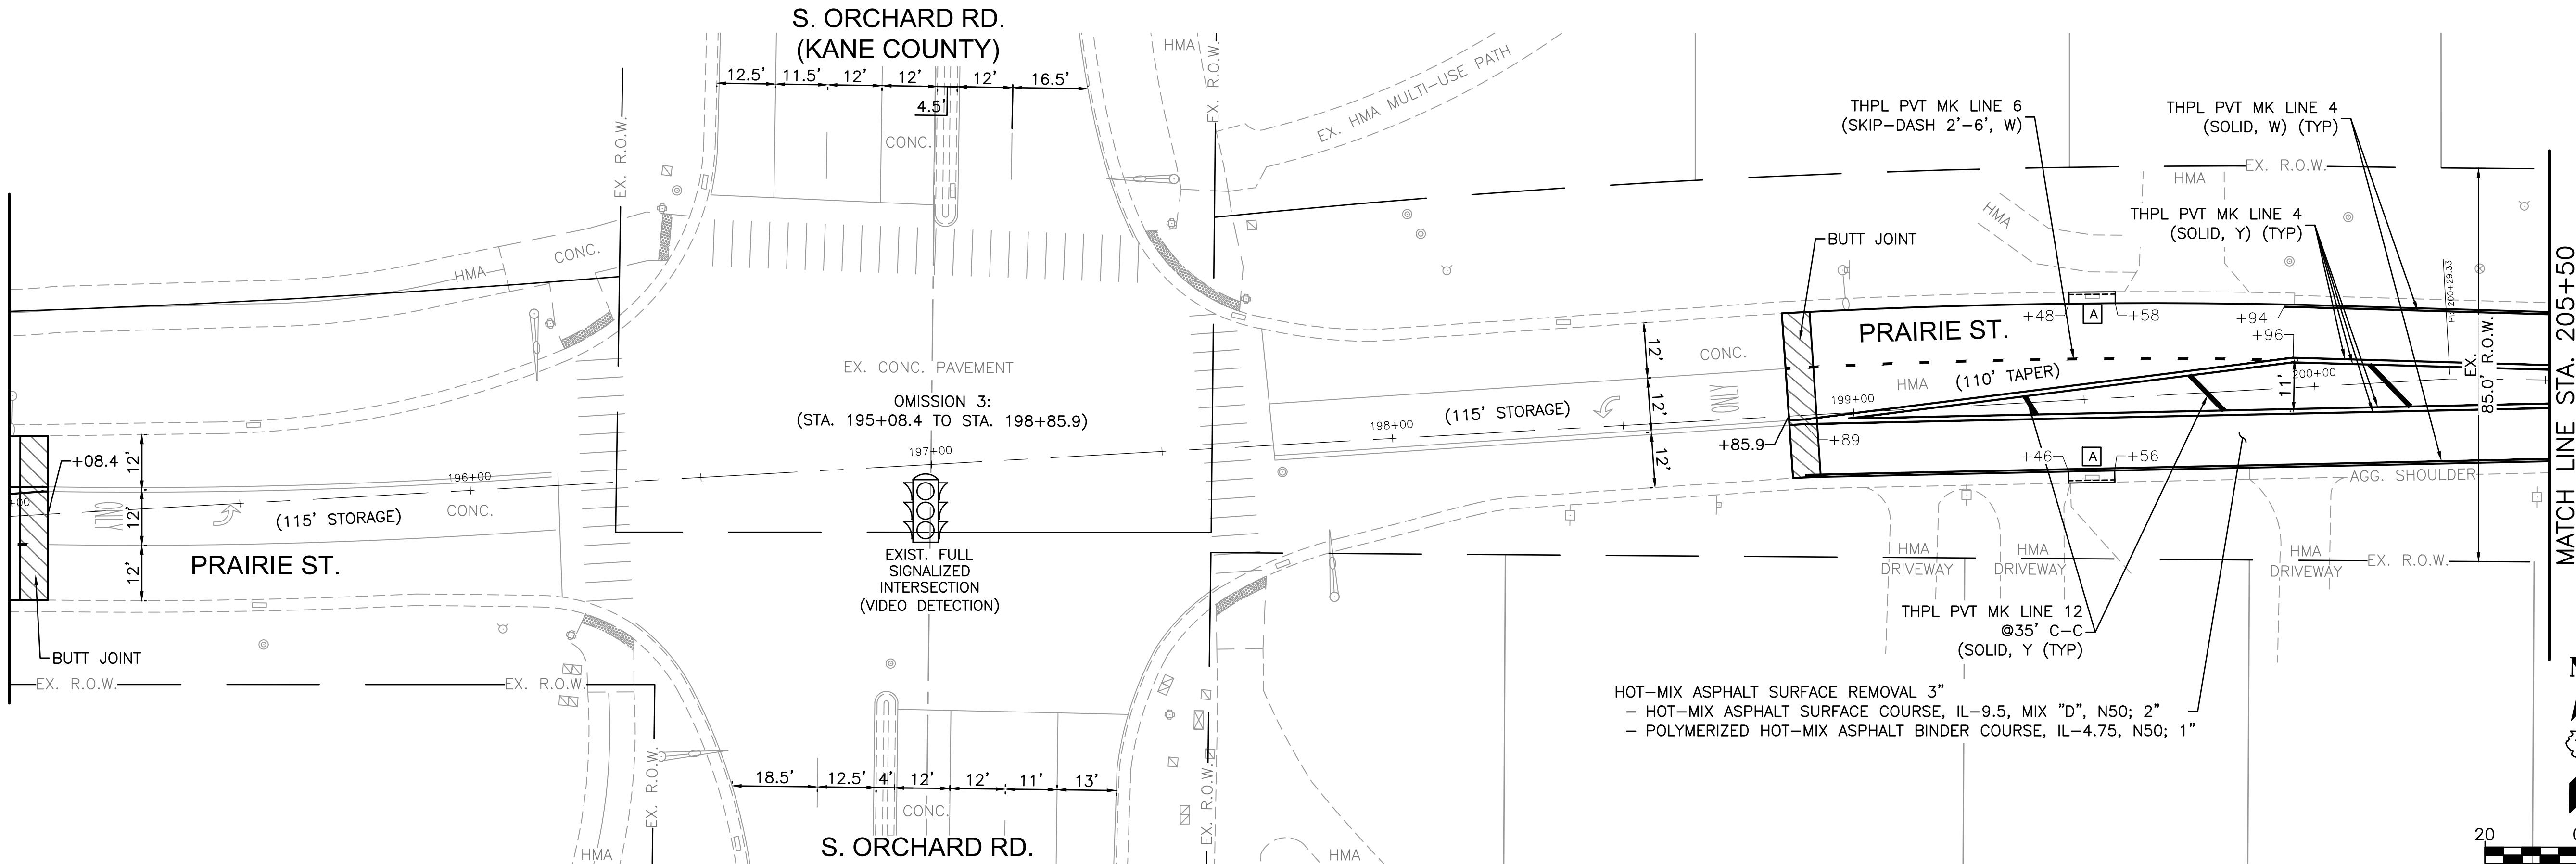 S. ORCHARD RD.
(KANE COUNTY)
12.5' 11.5' 12' 12' 12' 16.5'
4.5'
CONC.
EX. R.O.W.
HMA
EX. R.O.W.
EX. HMA MULTI-USE PATH
HMA
CONC.
EX. CONC. PAVEMENT
OMISSION 3:
(STA. 195+08.4 TO STA. 198+85.9)
197+00
EXIST. FULL
SIGNALIZED
INTERSECTION
(VIDEO DETECTION)
+08.4
12'
12'
12'
+00
ONLY
196+00
(115' STORAGE)
CONC.
PRAIRIE ST.
BUTT JOINT
EX. R.O.W.
EX. R.O.W.
EX. R.O.W.
HMA
18.5' 12.5' 4' 12' 12' 11' 13'
CONC.
S. ORCHARD RD.
EX. R.O.W.
HMA
198+00
(115' STORAGE)
12'
12'
12'
CONC.
ONLY
BUTT JOINT
+85.9
+89
199+00
PRAIRIE ST.
HMA
(110' TAPER)
THPL PVT MK LINE 6
(SKIP-DASH 2'-6', W)
THPL PVT MK LINE 4
(SOLID, W) (TYP)
THPL PVT MK LINE 4
(SOLID, Y) (TYP)
EX. R.O.W.
HMA
HMA
+48 A +58
+94
+96
11'
200+00
PI: 200+29.33
EX.
85.0' R.O.W.
+46 A +56
AGG. SHOULDER
HMA
DRIVEWAY
HMA
DRIVEWAY
HMA
DRIVEWAY
EX. R.O.W.
THPL PVT MK LINE 12
@35' C-C
(SOLID, Y (TYP)
HOT-MIX ASPHALT SURFACE REMOVAL 3"
- HOT-MIX ASPHALT SURFACE COURSE, IL-9.5, MIX "D", N50; 2"
- POLYMERIZED HOT-MIX ASPHALT BINDER COURSE, IL-4.75, N50; 1"
MATCH LINE STA. 205+50
20